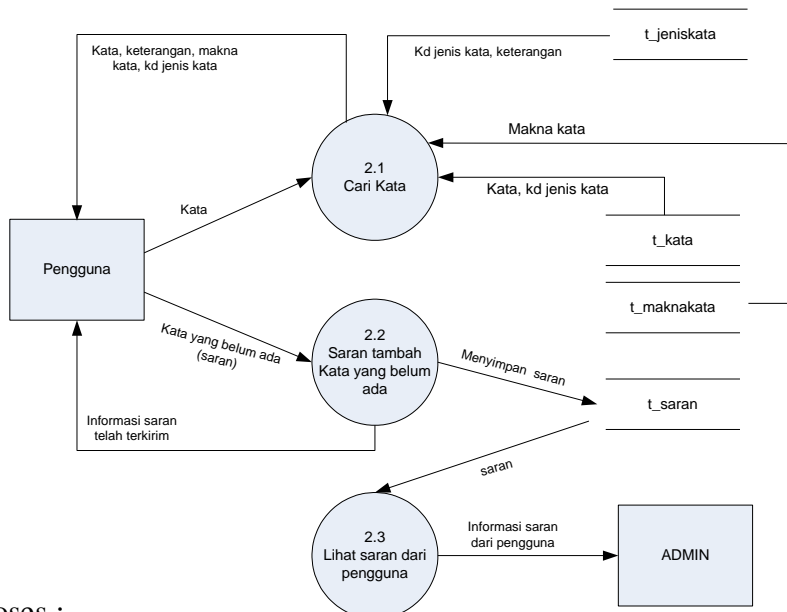 t_jeniskata
Kata, keterangan, makna
kata, kd jenis kata
Kd jenis kata, keterangan
Makna kata
2.1
Cari Kata
Kata, kd jenis kata
Kata
t_kata
Pengguna
t_maknakata
Kata yang belum ada
(saran)
2.2
Saran tambah
Kata yang belum
ada
Menyimpan saran
t_saran
Informasi saran
telah terkirim
saran
2.3
Lihat saran dari
pengguna
Informasi saran
dari pengguna
ADMIN